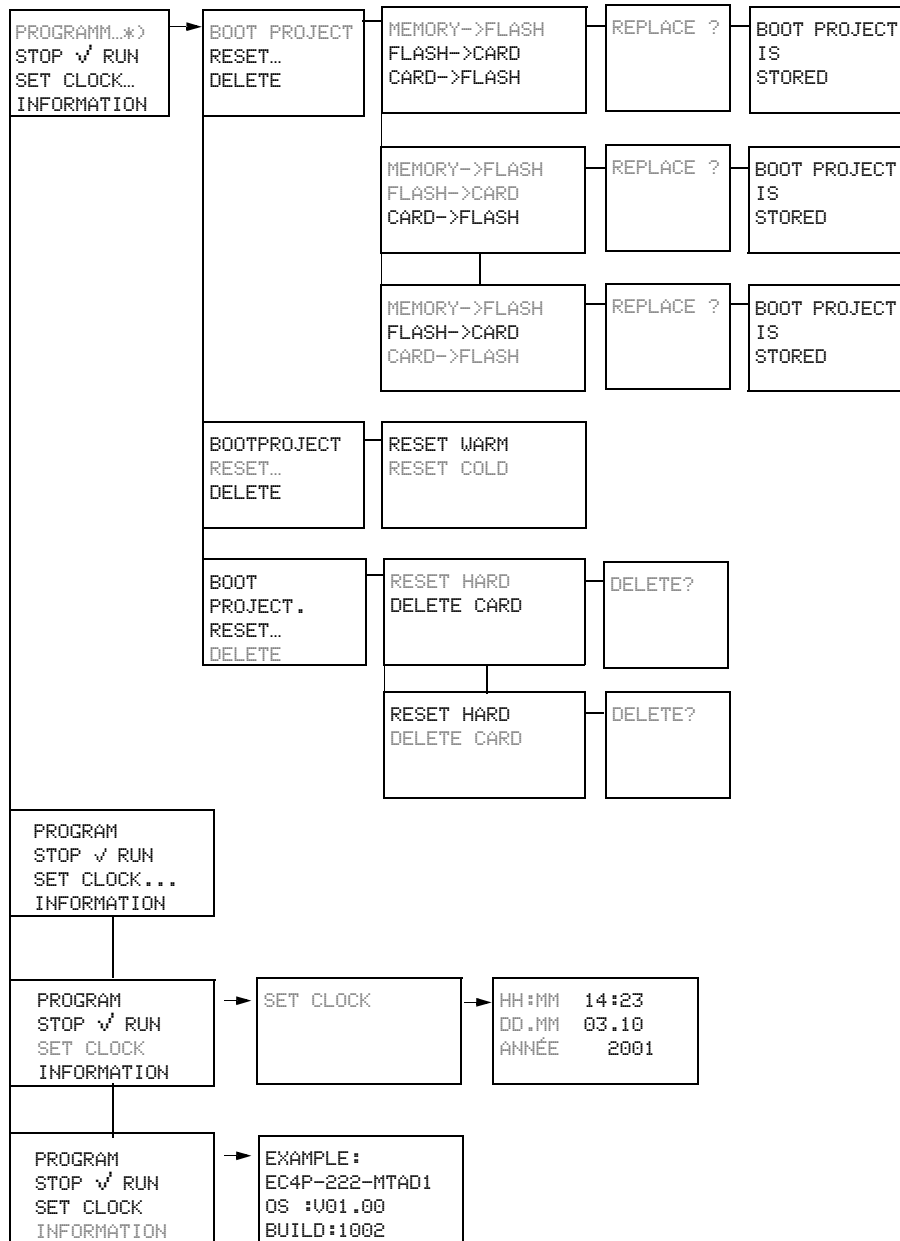 PROGRAMM…*)
STOP √ RUN
SET CLOCK…
INFORMATION
BOOT PROJECT
RESET…
DELETE
MEMORY->FLASH
FLASH->CARD
CARD->FLASH
REPLACE ?
BOOT PROJECT
IS
STORED
MEMORY->FLASH
FLASH->CARD
CARD->FLASH
REPLACE ?
BOOT PROJECT
IS
STORED
MEMORY->FLASH
FLASH->CARD
CARD->FLASH
REPLACE ?
BOOT PROJECT
IS
STORED
BOOTPROJECT
RESET…
DELETE
RESET WARM
RESET COLD
BOOT
PROJECT.
RESET…
DELETE
RESET HARD
DELETE CARD
DELETE?
RESET HARD
DELETE CARD
DELETE?
PROGRAM
STOP √ RUN
SET CLOCK...
INFORMATION
PROGRAM
STOP √ RUN
SET CLOCK
INFORMATION
SET CLOCK
HH:MM 14:23
DD.MM 03.10
ANNÉE 2001
PROGRAM
STOP √ RUN
SET CLOCK
INFORMATION
EXAMPLE:
EC4P-222-MTAD1
OS :V01.00
BUILD:1002